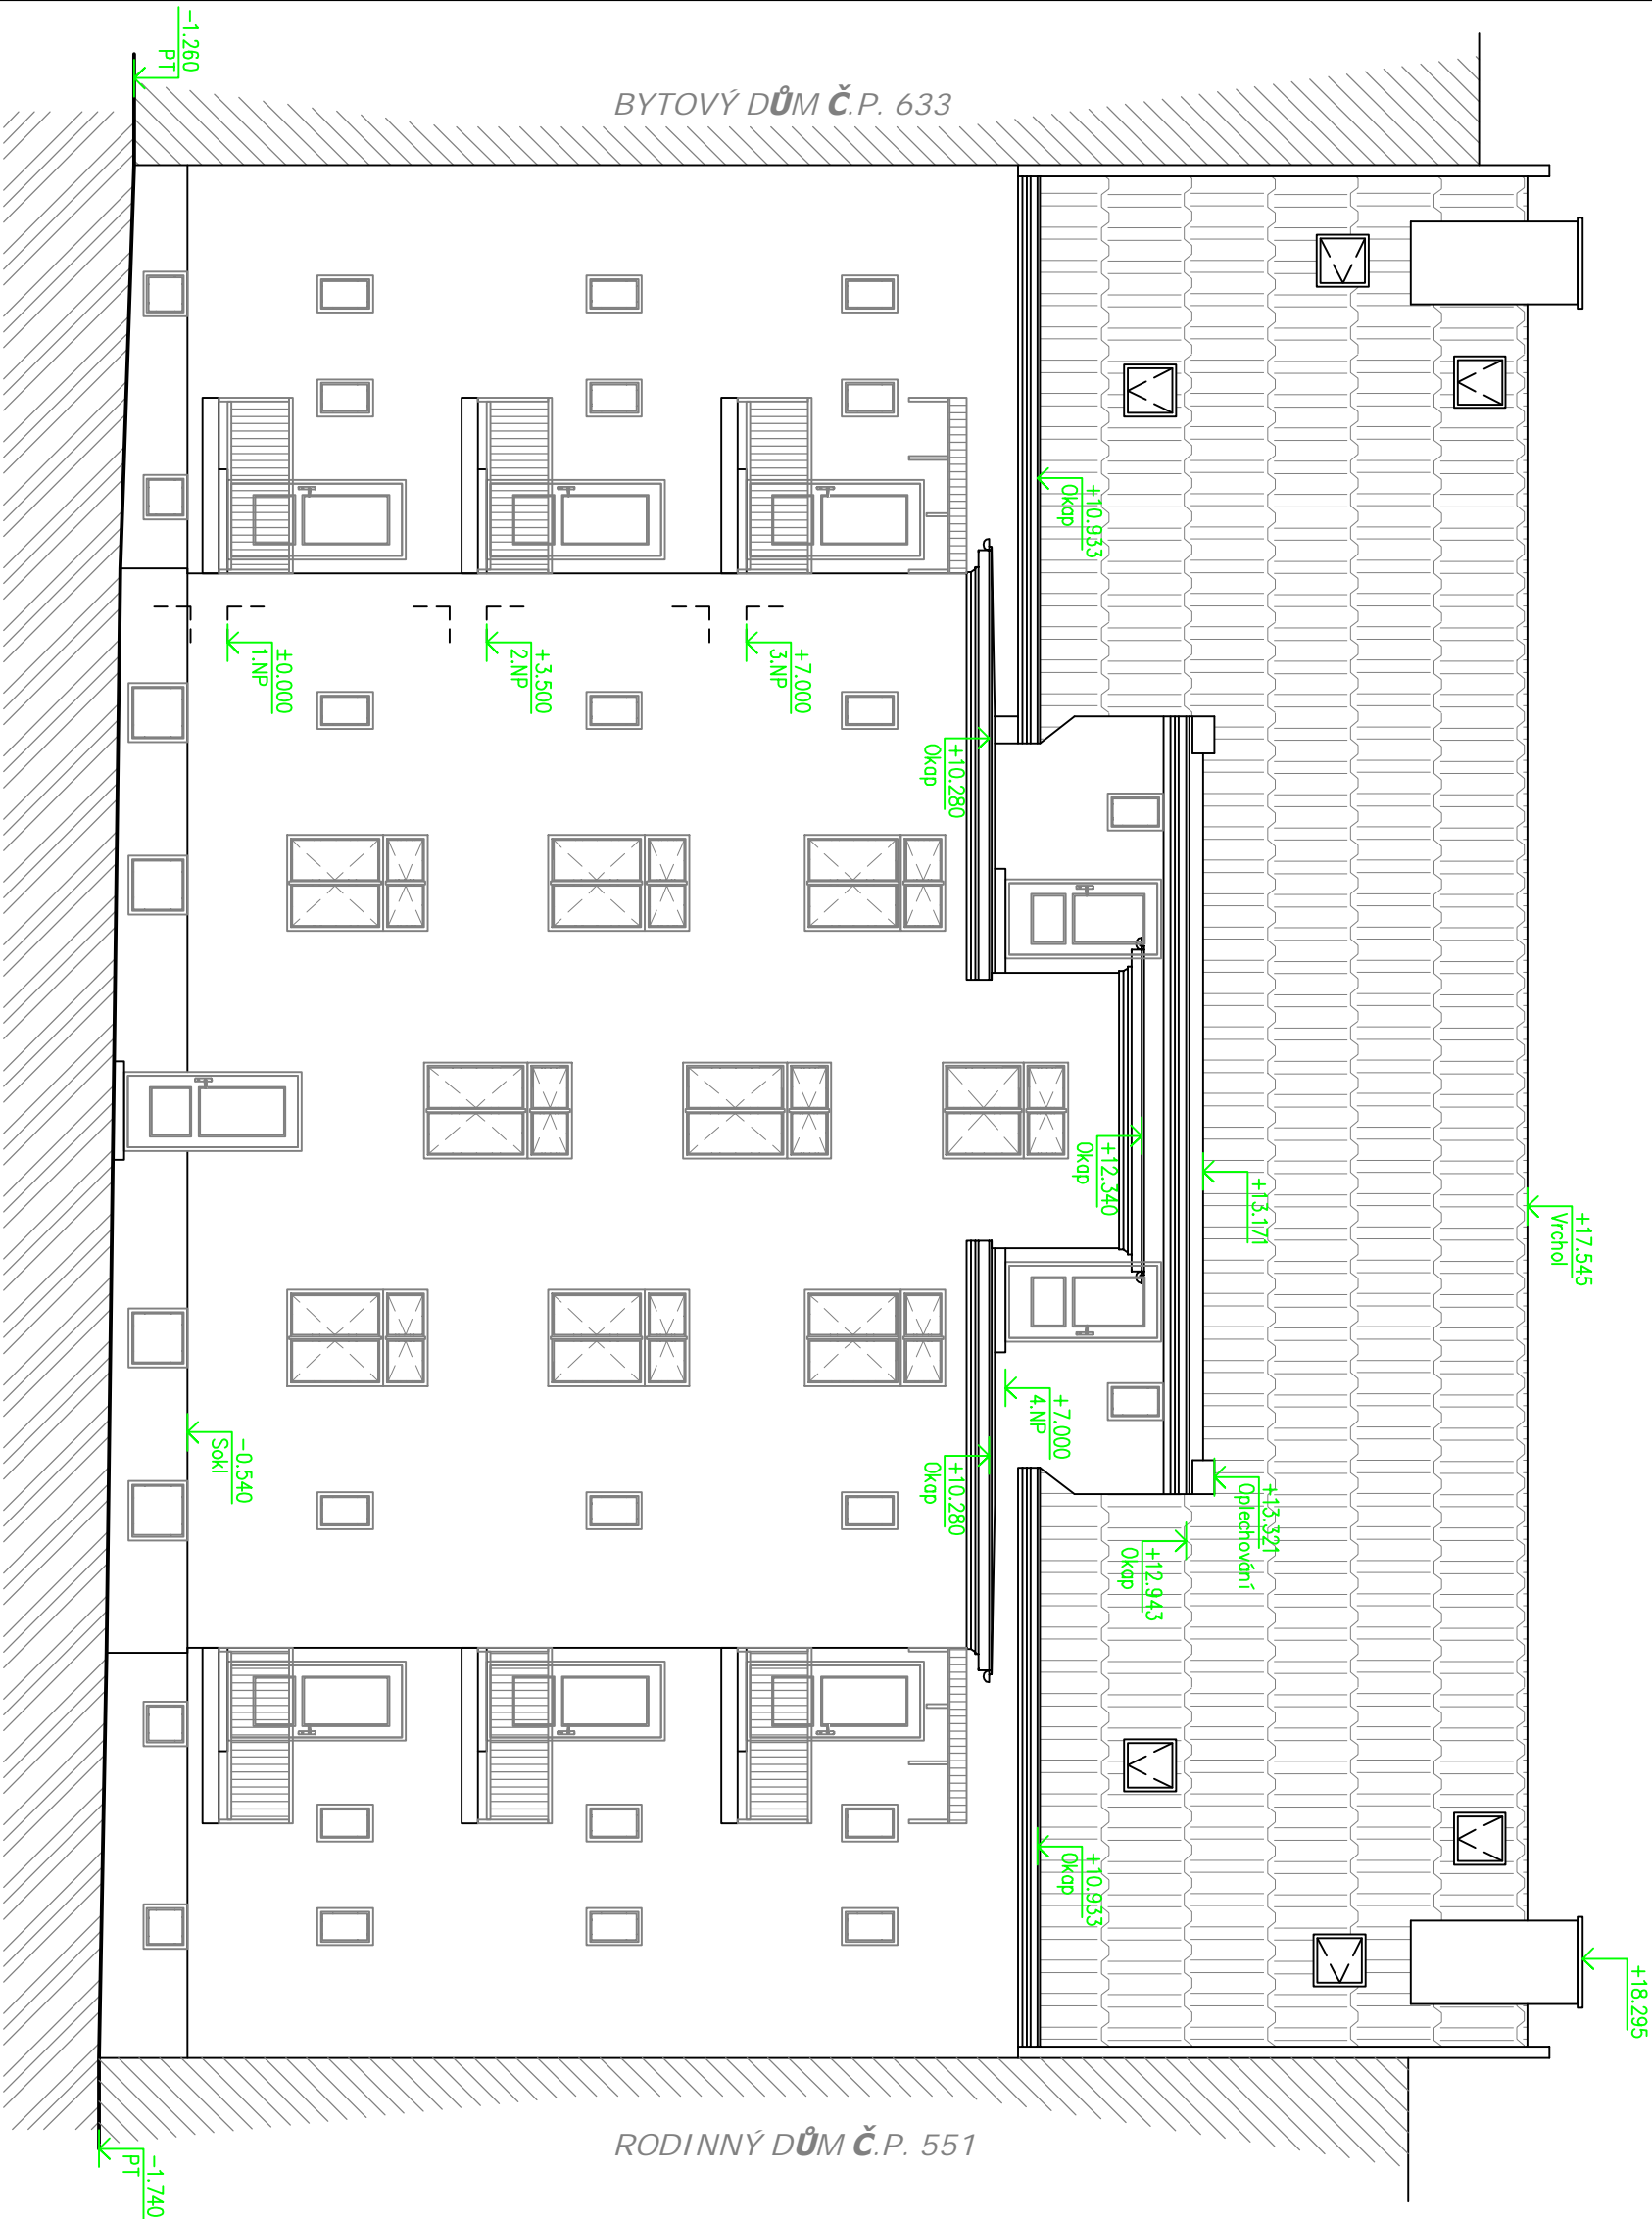 BYTOVÝ DŮM Č.P. 633
-1.260
PT
+10.933
Okap
±0.000
1.NP
+3.500
2.NP
+7.000
3.NP
+10.280
Okap
+12.340
Okap
+13.171
+17.545
Vrchol
+7.000
4.NP
-0.540
Sokl
+10.280
Okap
+13.321
Oplechování
+12.943
Okap
+10.933
Okap
+18.295
RODINNÝ DŮM Č.P. 551
-1.740
PT